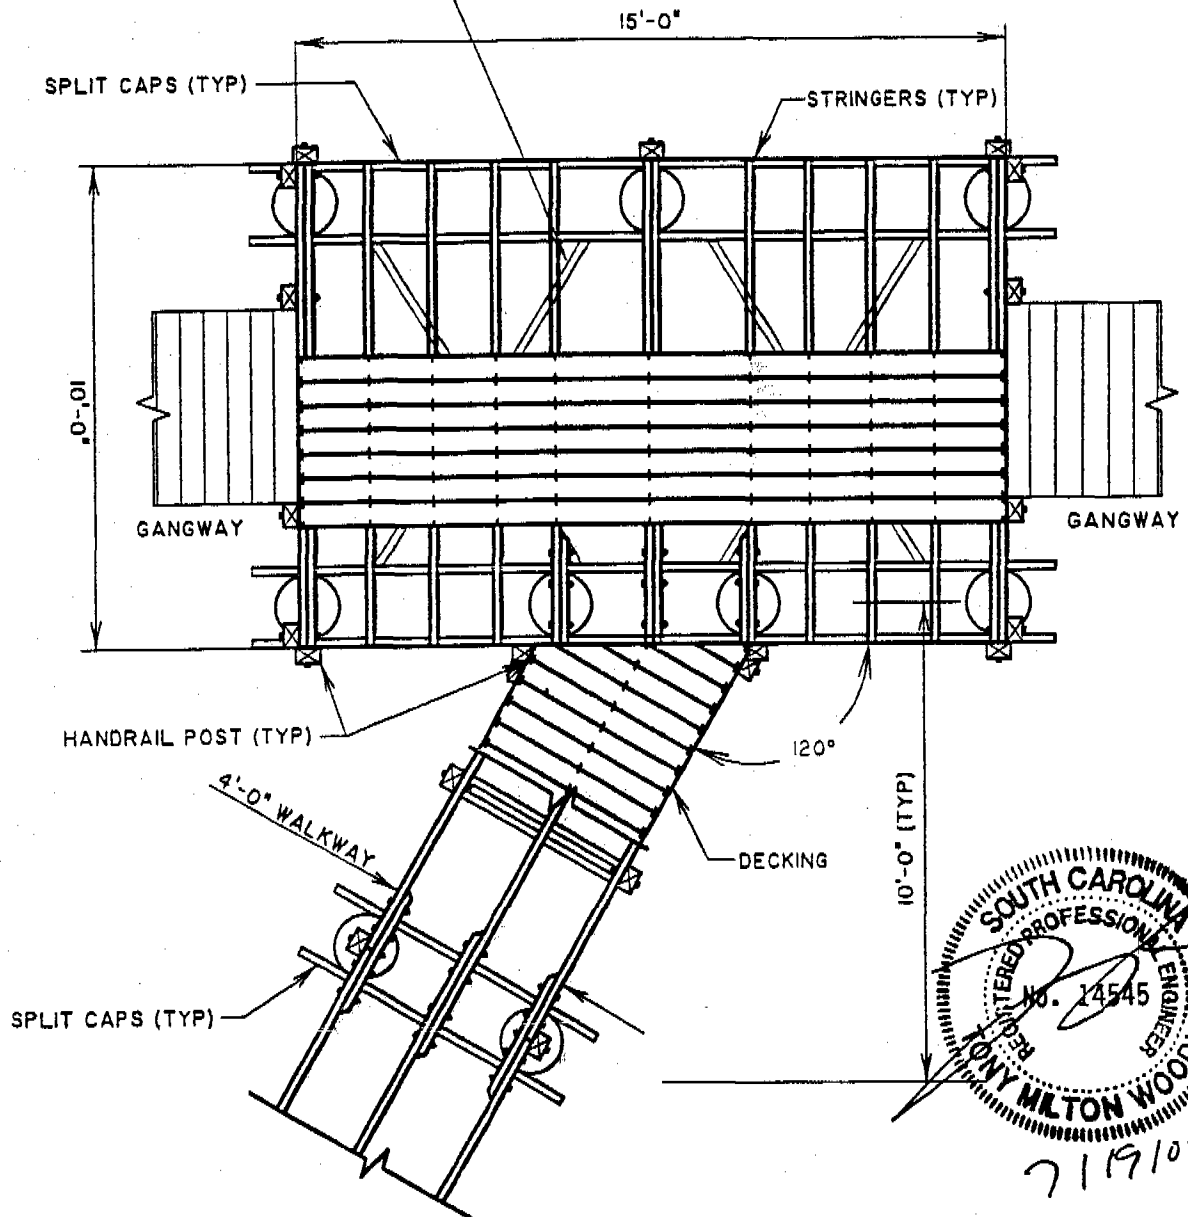 15'-0"
SPLIT CAPS (TYP)
STRINGERS (TYP)
10'-0"
GANGWAY
GANGWAY
HANDRAIL POST (TYP)
120°
4'-0" WALKWAY
10'-0" (TYP)
DECKING
SPLIT CAPS (TYP)
SOUTH CAROLINA
REGISTERED PROFESSIONAL ENGINEER
No. 14545
TONY MILTON